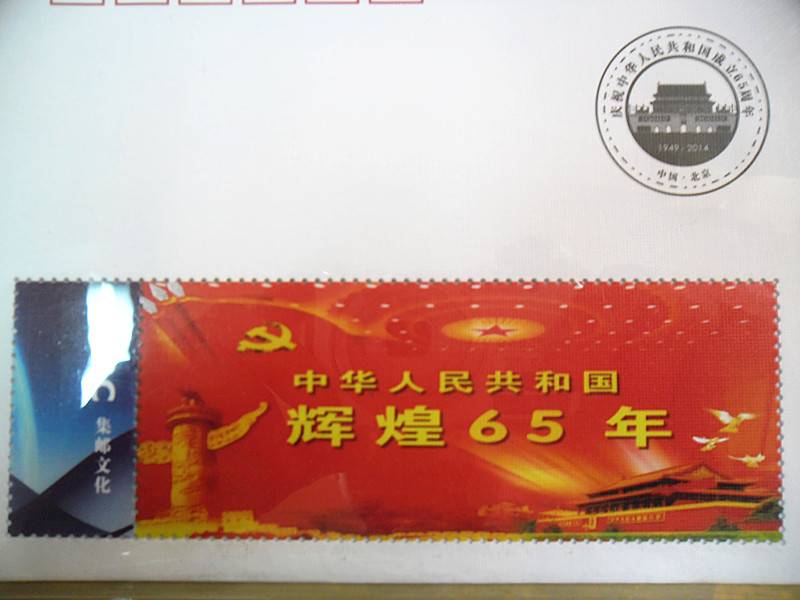 庆祝中华人民共和国成立65周年
1949-2014
中国·北京
中华人民共和国
辉煌65年
集邮文化